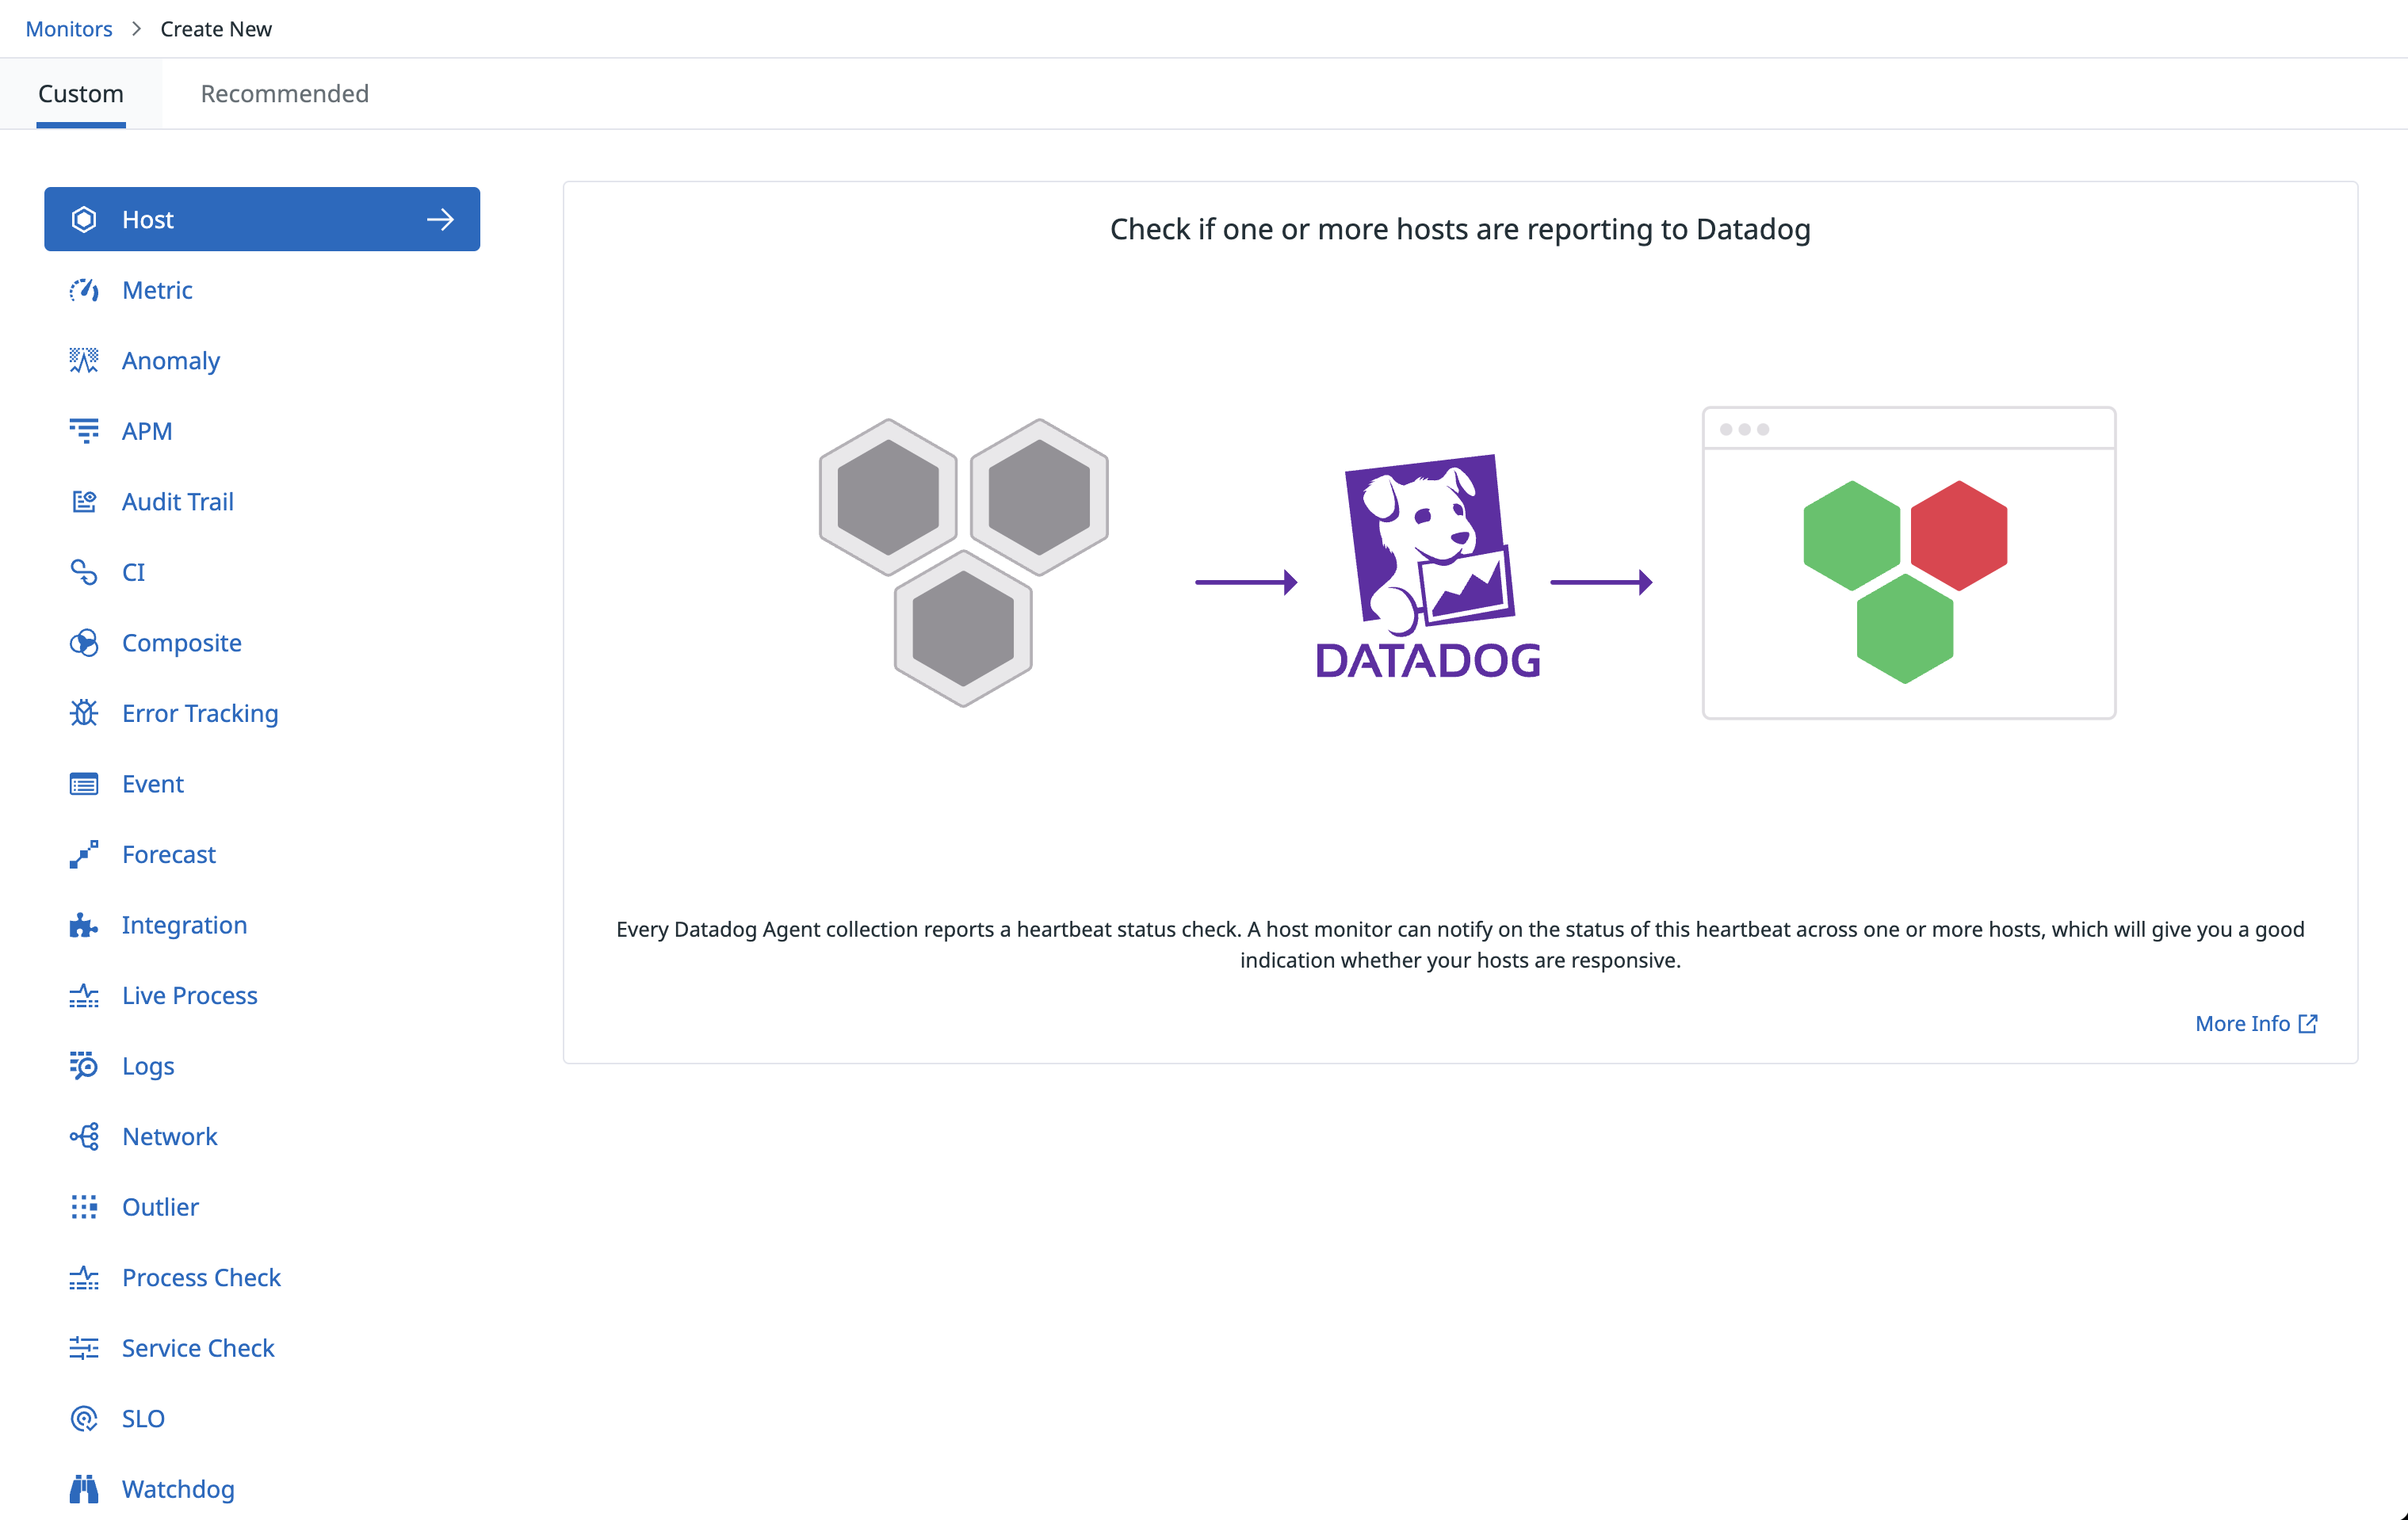 Monitors > Create New
Custom Recommended
Host
Metric
Anomaly
APM
Audit Trail
CI
Composite
Error Tracking
Event
Forecast
Integration
Live Process
Logs
Network
Outlier
Process Check
Service Check
SLO
Watchdog
Check if one or more hosts are reporting to Datadog
DATADOG
Every Datadog Agent collection reports a heartbeat status check. A host monitor can notify on the status of this heartbeat across one or more hosts, which will give you a good
indication whether your hosts are responsive.
More Info